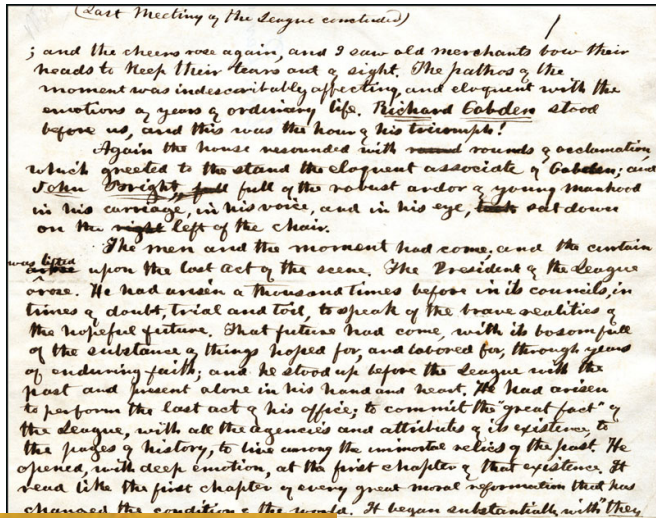 (Last Meeting of the League concluded)
1
; and the cheers rose again, and I saw old merchants bow their
heads to keep their tears out of sight. The pathos of the
moment was indescribably affecting, and eloquent with the
emotions of years of ordinary life. Richard Cobden stood
before us, and this was the hour of his triumph!
Again the house resounded with round rounds of acclamation
which greeted to the stand the eloquent associate of Cobden; and
John Bright, full full of the robust ardor of young manhood
in his carriage, in his voice, and in his eye, took sat down
on the right left of the chair.
The men and the moment had come, and the curtain
was lifted
arose upon the last act of the scene. The President of the League
arose. He had arisen a thousand times before in its councils, in
times of doubt, trial and toil, to speak of the brave realities of
the hopeful future. That future had come, with its bosom full
of the substance of things hoped for, and labored for, through years
of enduring faith; and he stood up before the League with the
past and present alone in his hand and heart. He had arisen
to perform the last act of his office; to commit the "great fact" of
the League, with all the agencies and attributes of its existence, to
the pages of history, to live among the immortal relics of the past. He
opened, with deep emotion, at the first chapter of that existence. It
read like the first chapter of every great moral reformation that has
changed the condition of the world. It began substantially with "they